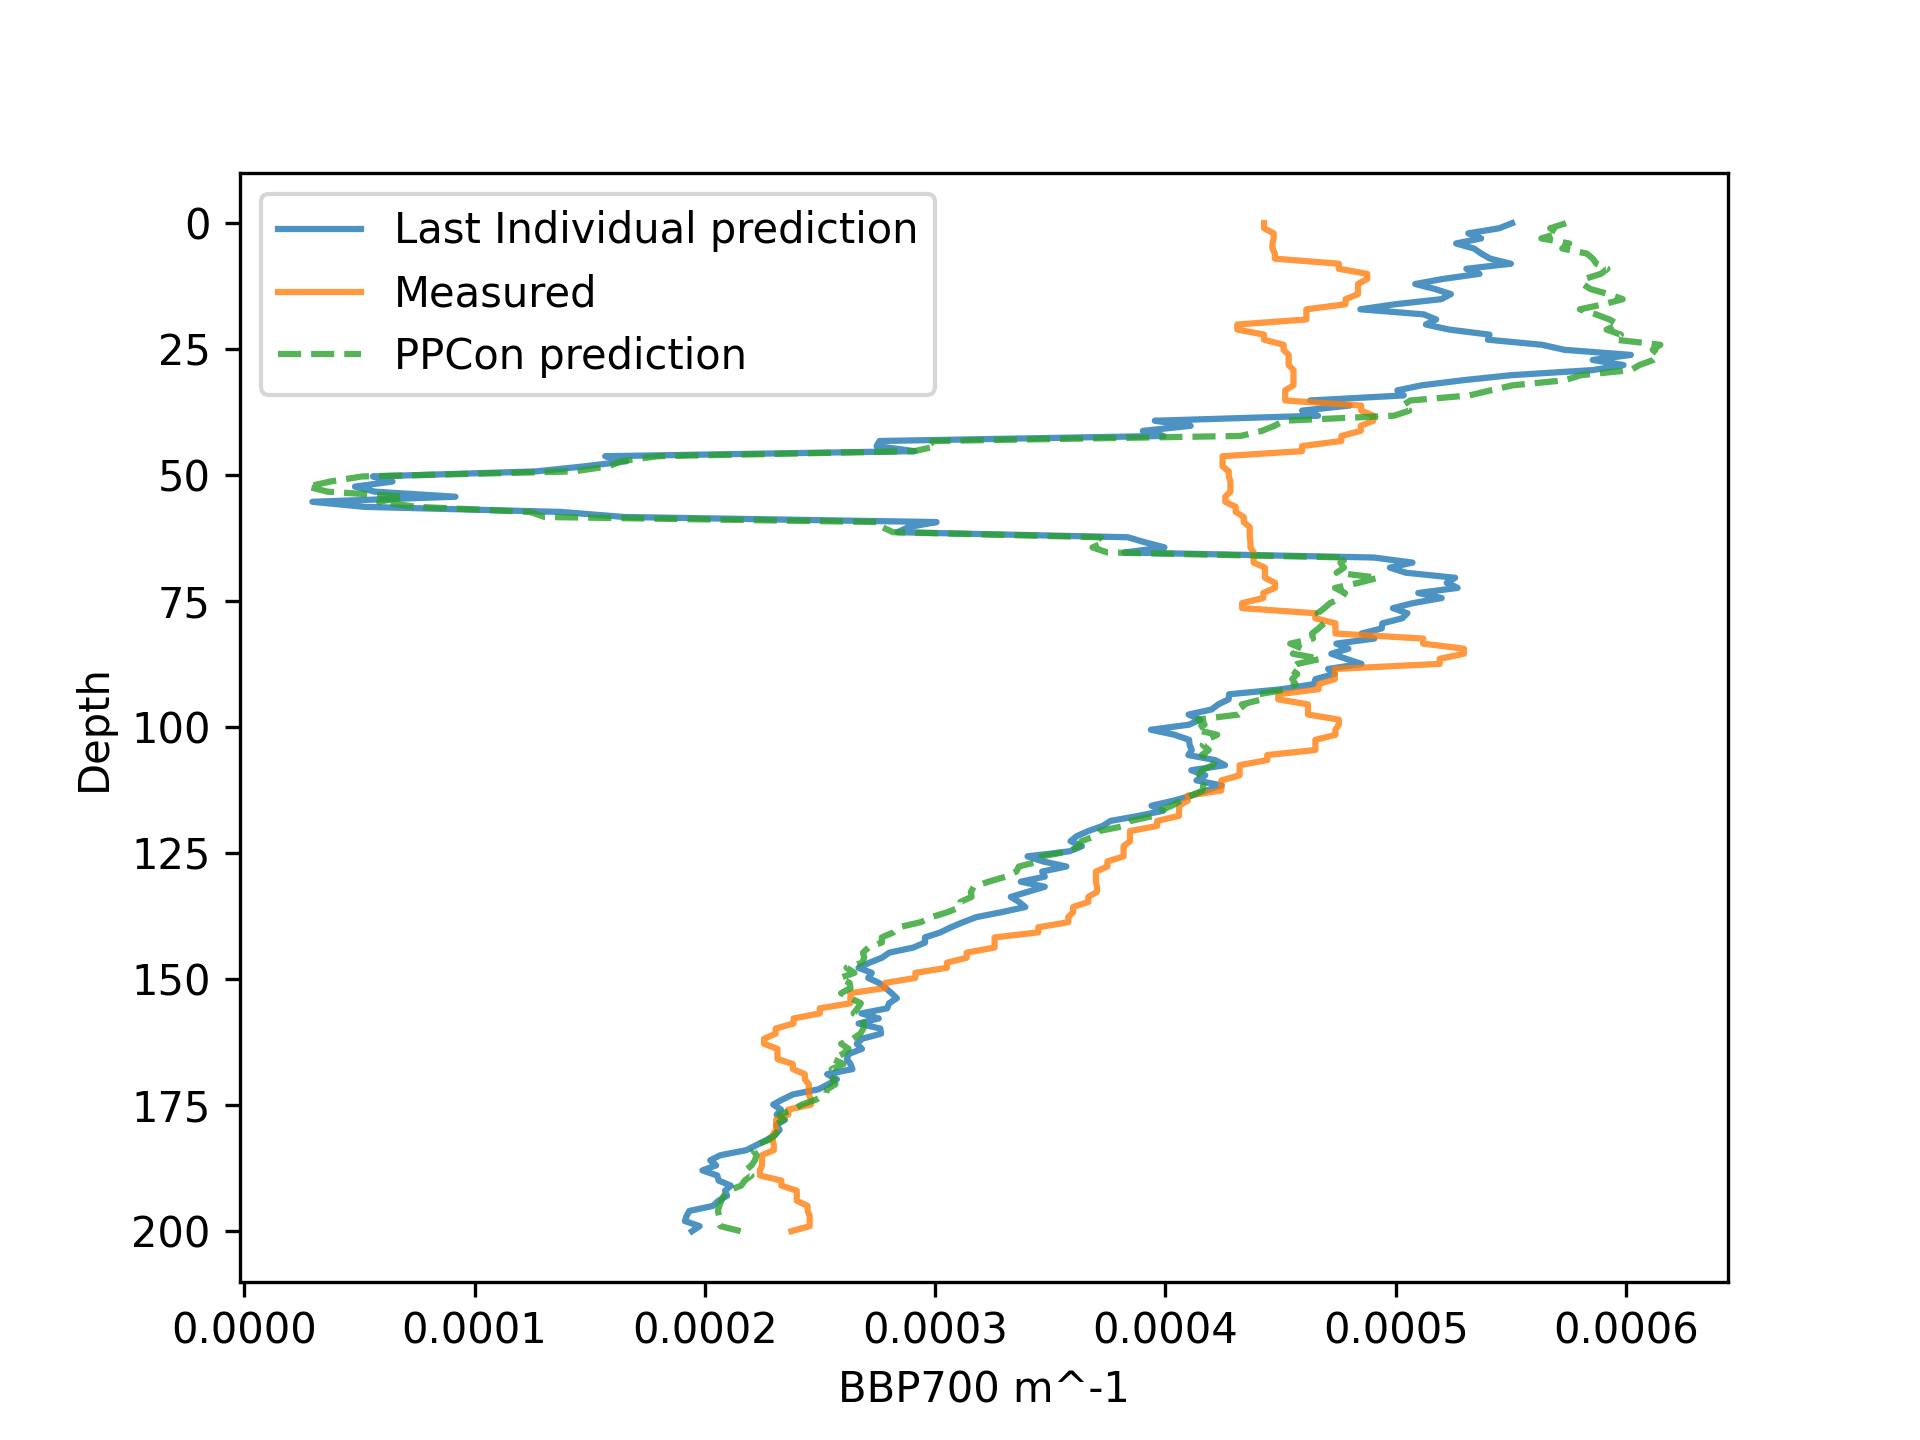 Last Individual prediction
Measured
PPCon prediction
0
25
50
75
100
125
150
175
200
Depth
0.0000 0.0001 0.0002 0.0003 0.0004 0.0005 0.0006
BBP700 m^-1